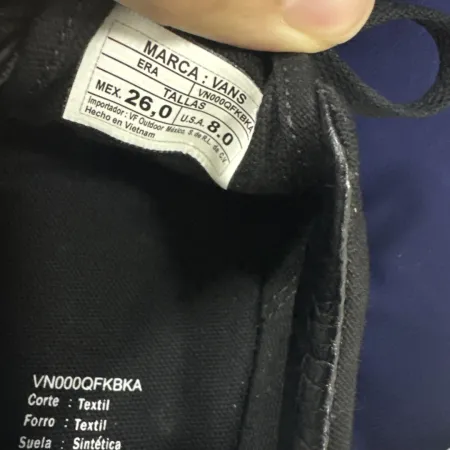 MARCA : VANS
ERA VN000QFKBKA
TALLAS
MEX. 26,0 U.S.A. 8.0
Importador : VF Outdoor México, S. de R.L. de C.V.
Hecho en Vietnam
VN000QFKBKA
Corte : Textil
Forro : Textil
Suela : Sintética